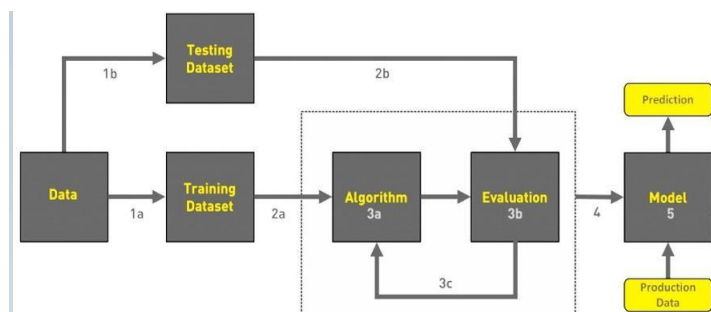 Testing
Dataset
1b
2b
Prediction
Data
1a
Training
Dataset
2a
Algorithm
3a
Evaluation
3b
4
Model
5
3c
Production
Data